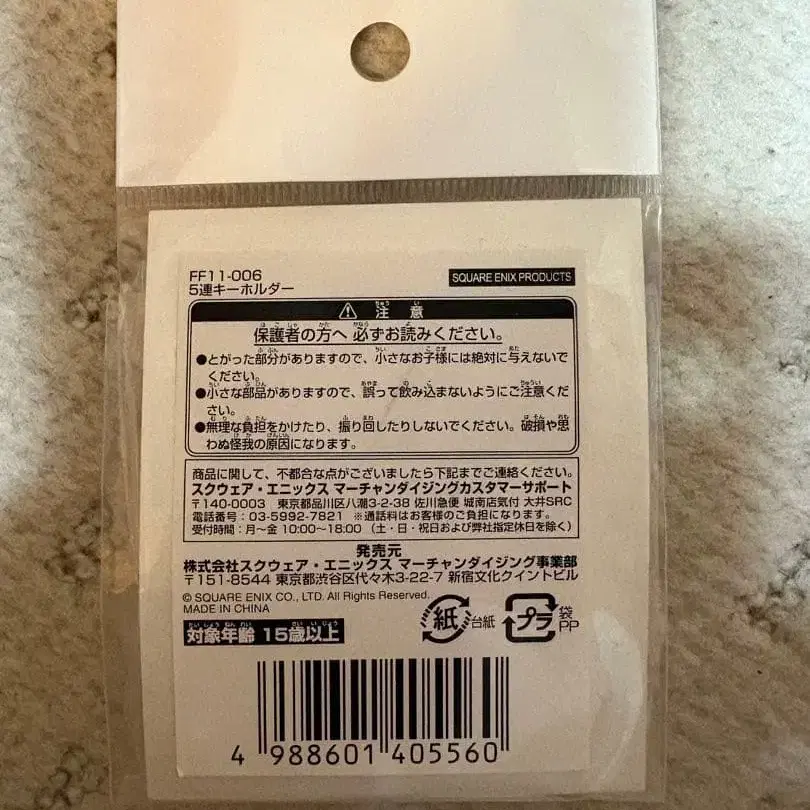 FF11-006
5連キーホルダー
SQUARE ENIX PRODUCTS
⚠ 注意
保護者の方へ 必ずお読みください。
●とがった部分がありますので、小さなお子様には絶対に与えないで
ください。
●小さな部品がありますので、誤って飲み込まないようにご注意くだ
さい。
●無理な負担をかけたり、振り回したりしないでください。破損や思
わぬ怪我の原因になります。
商品に関して、不都合な点がございましたら下記までご連絡ください。
スクウェア・エニックス マーチャンダイジングカスタマーサポート
〒140-0003 東京都品川区八潮3-2-38 佐川急便 城南店気付 大井SRC
電話番号：03-5992-7821 ※通話料はお客様のご負担になります。
受付時間：月～金 10:00～18:00（土・日・祝日および弊社指定休日を除く）
発売元
株式会社スクウェア・エニックス マーチャンダイジング事業部
〒151-8544 東京都渋谷区代々木3-22-7 新宿文化クイントビル
© SQUARE ENIX CO., LTD. All Rights Reserved.
MADE IN CHINA
紙 台紙
プラ 袋 PP
対象年齢 15歳以上
4 988601 405560